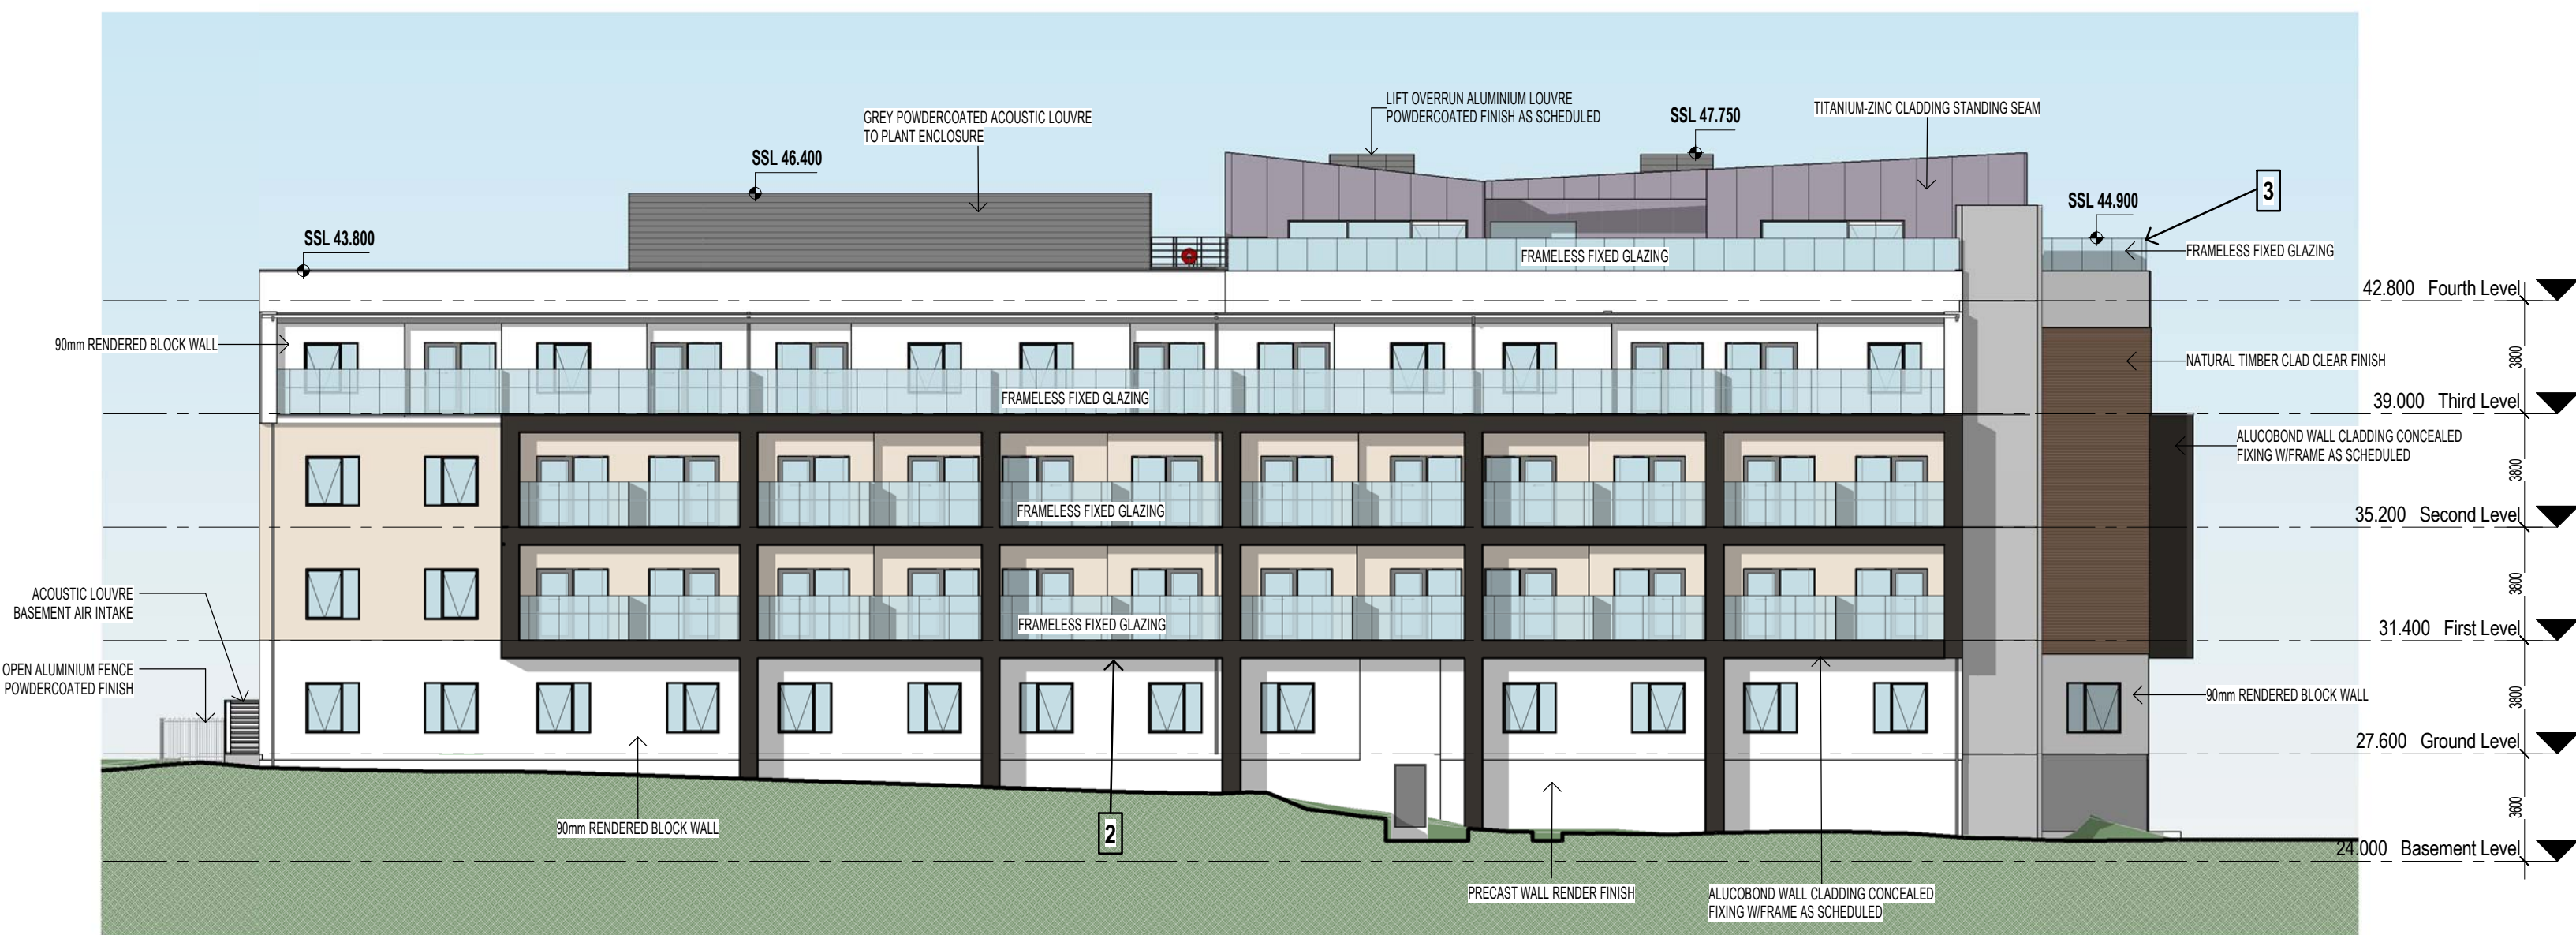 LIFT OVERRUN ALUMINIUM LOUVRE
POWDERCOATED FINISH AS SCHEDULED
GREY POWDERCOATED ACOUSTIC LOUVRE
TO PLANT ENCLOSURE
SSL 47.750
TITANIUM-ZINC CLADDING STANDING SEAM
SSL 46.400
3
SSL 44.900
SSL 43.800
FRAMELESS FIXED GLAZING
FRAMELESS FIXED GLAZING
42.800 Fourth Level
90mm RENDERED BLOCK WALL
3800
NATURAL TIMBER CLAD CLEAR FINISH
FRAMELESS FIXED GLAZING
39.000 Third Level
ALUCOBOND WALL CLADDING CONCEALED
FIXING W/FRAME AS SCHEDULED
3800
FRAMELESS FIXED GLAZING
35.200 Second Level
3800
ACOUSTIC LOUVRE
BASEMENT AIR INTAKE
FRAMELESS FIXED GLAZING
31.400 First Level
OPEN ALUMINIUM FENCE
POWDERCOATED FINISH
3800
90mm RENDERED BLOCK WALL
27.600 Ground Level
3600
90mm RENDERED BLOCK WALL
2
24.000 Basement Level
PRECAST WALL RENDER FINISH
ALUCOBOND WALL CLADDING CONCEALED
FIXING W/FRAME AS SCHEDULED